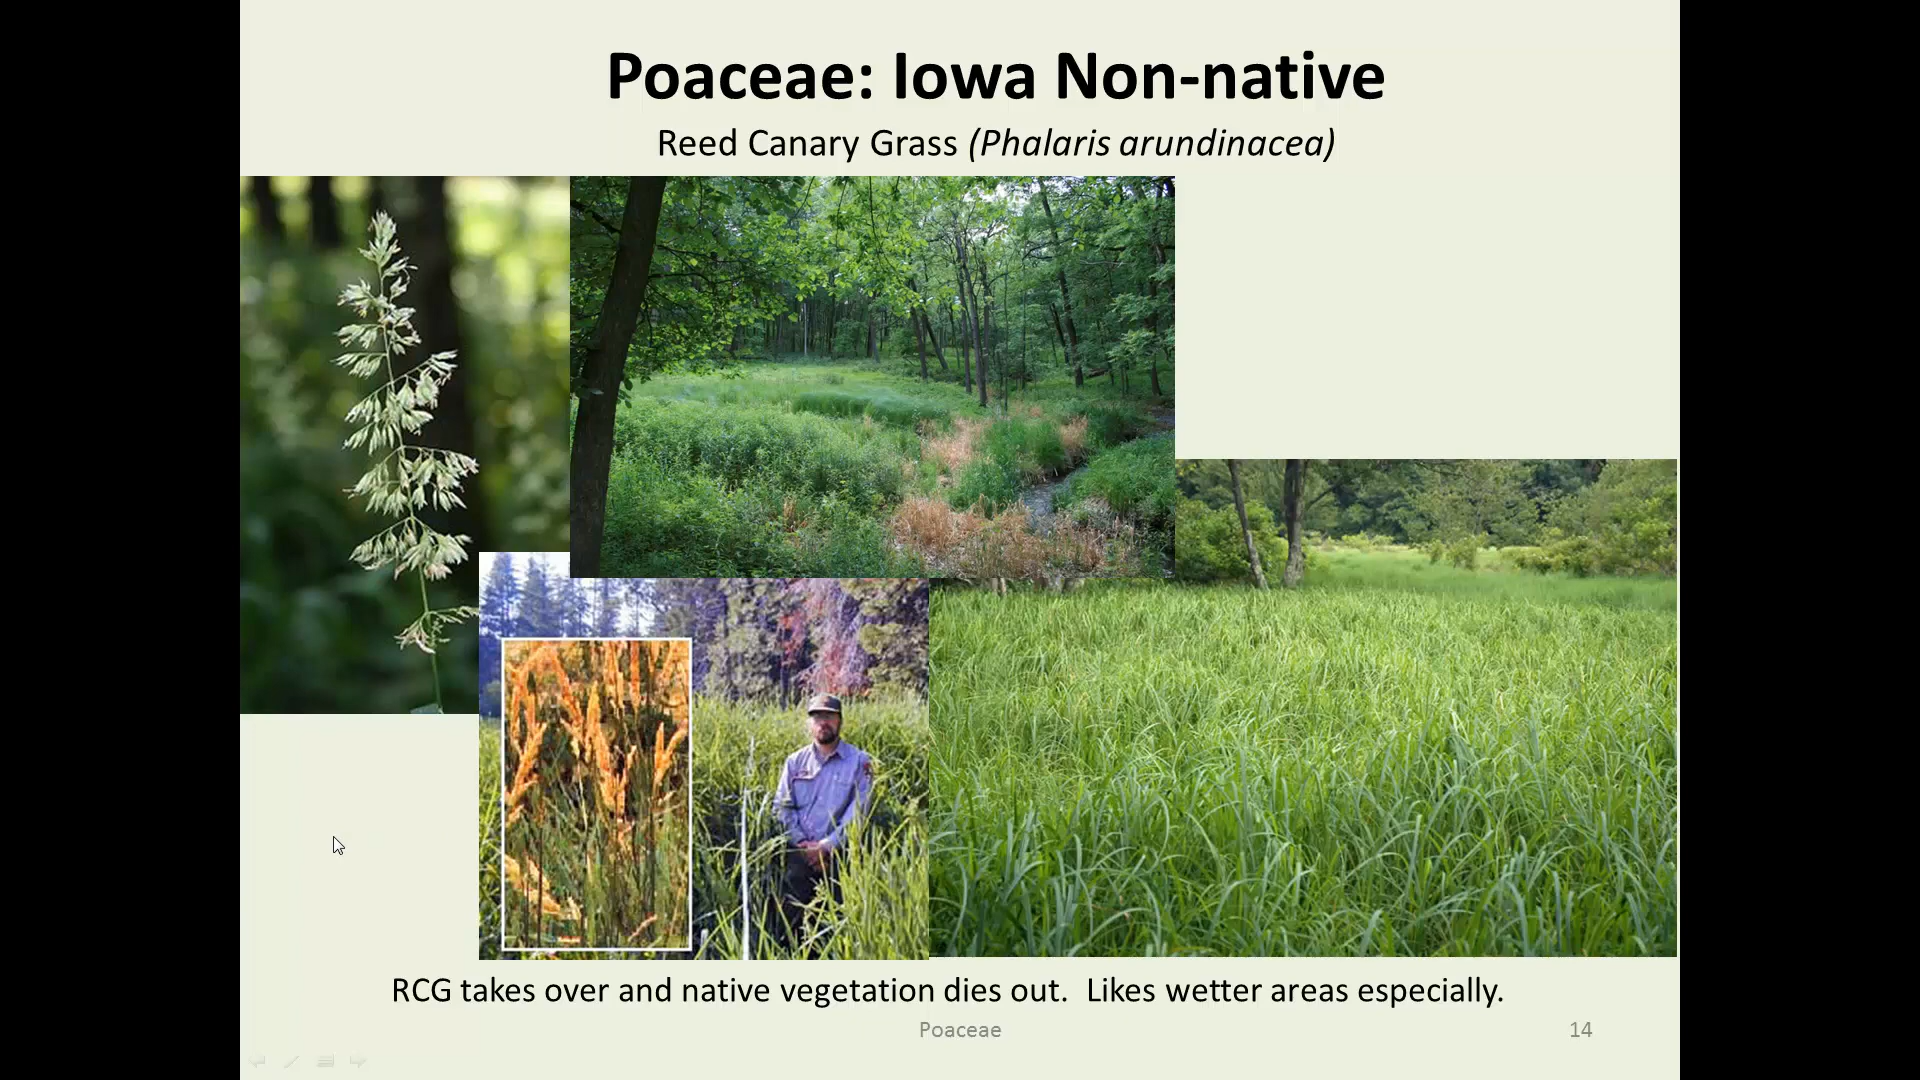 Poaceae: Iowa Non-native
Reed Canary Grass (Phalaris arundinacea)
RCG takes over and native vegetation dies out.  Likes wetter areas especially.
Poaceae
14